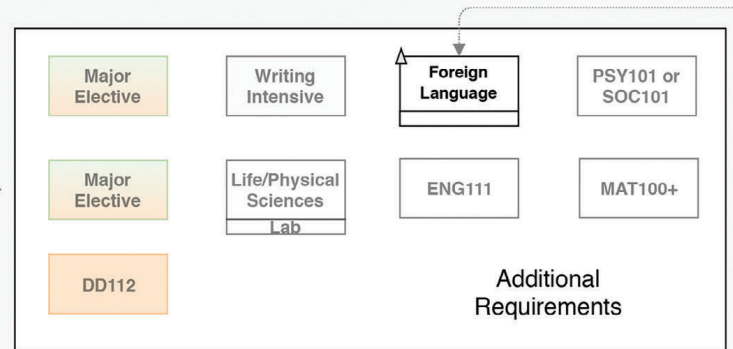 Major
Elective
Writing
Intensive
Foreign
Language
PSY101 or
SOC101
Major
Elective
Life/Physical
Sciences
Lab
ENG111
MAT100+
DD112
Additional
Requirements